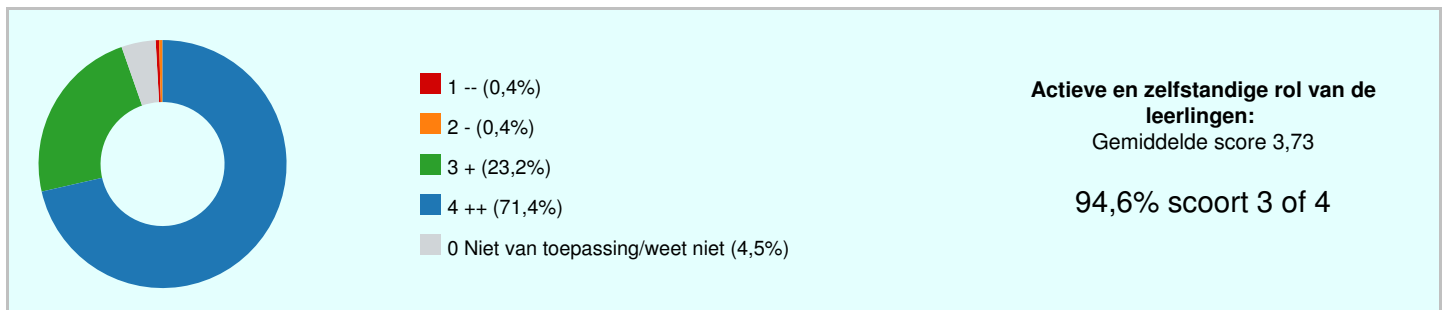 1 -- (0,4%)
2 - (0,4%)
3 + (23,2%)
4 ++ (71,4%)
0 Niet van toepassing/weet niet (4,5%)
Actieve en zelfstandige rol van de
leerlingen:
Gemiddelde score 3,73
94,6% scoort 3 of 4